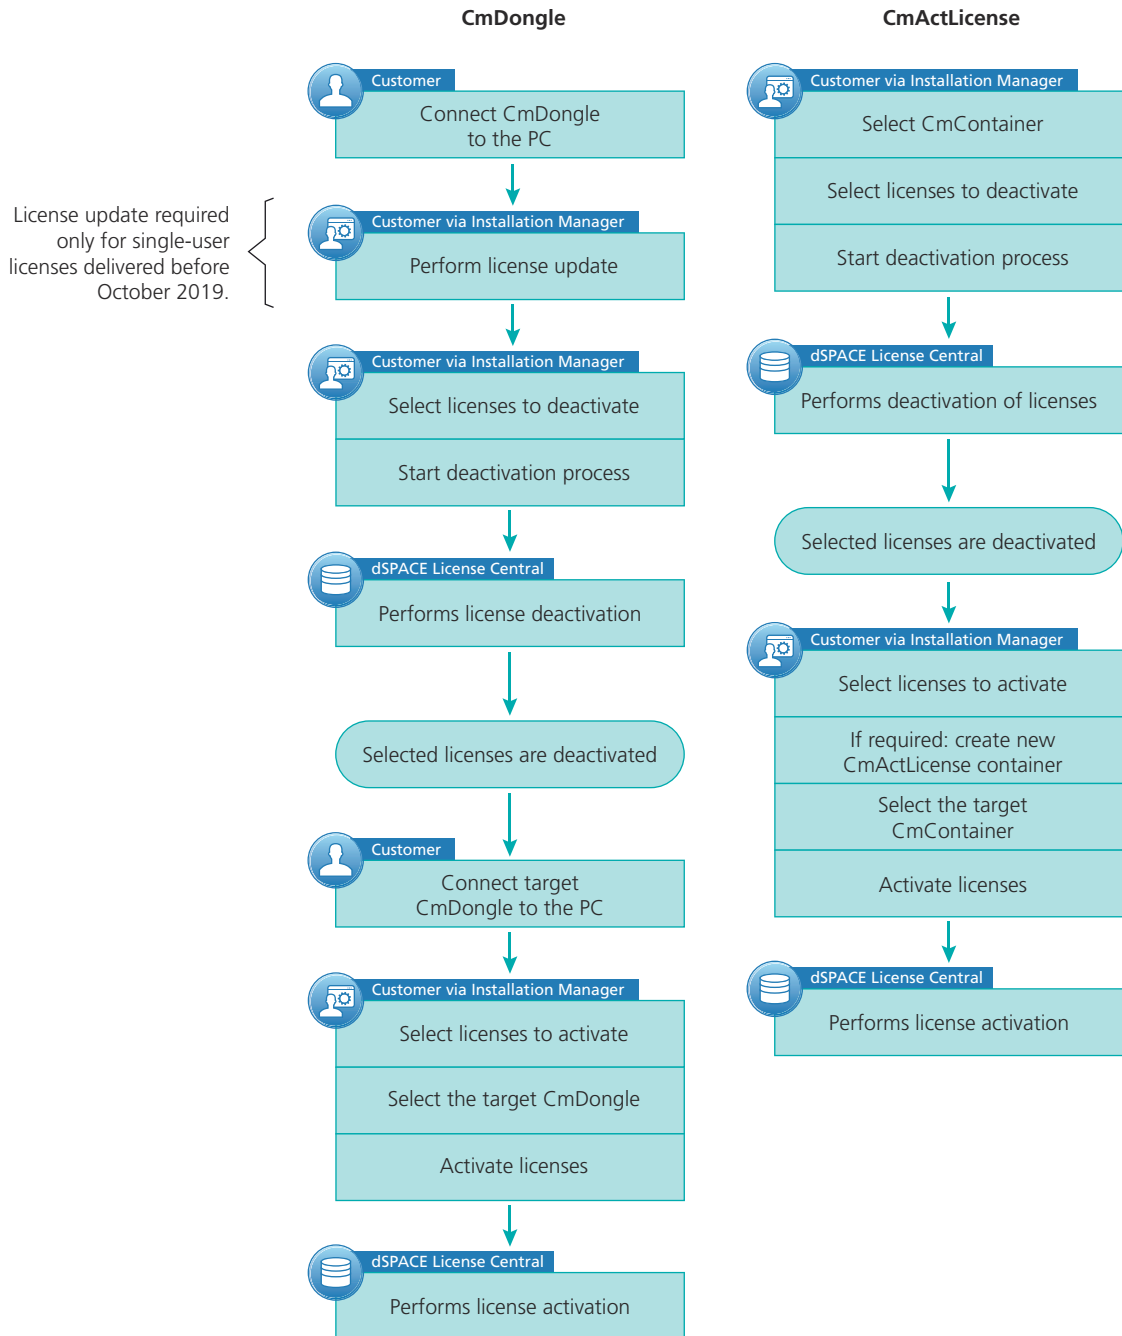 CmDongle
Customer
Connect CmDongle
to the PC
License update required
only for single-user
licenses delivered before
October 2019.
Customer via Installation Manager
Perform license update
Customer via Installation Manager
Select licenses to deactivate
Start deactivation process
dSPACE License Central
Performs license deactivation
Selected licenses are deactivated
Customer
Connect target
CmDongle to the PC
Customer via Installation Manager
Select licenses to activate
Select the target CmDongle
Activate licenses
dSPACE License Central
Performs license activation
CmActLicense
Customer via Installation Manager
Select CmContainer
Select licenses to deactivate
Start deactivation process
dSPACE License Central
Performs deactivation of licenses
Selected licenses are deactivated
Customer via Installation Manager
Select licenses to activate
If required: create new
CmActLicense container
Select the target
CmContainer
Activate licenses
dSPACE License Central
Performs license activation